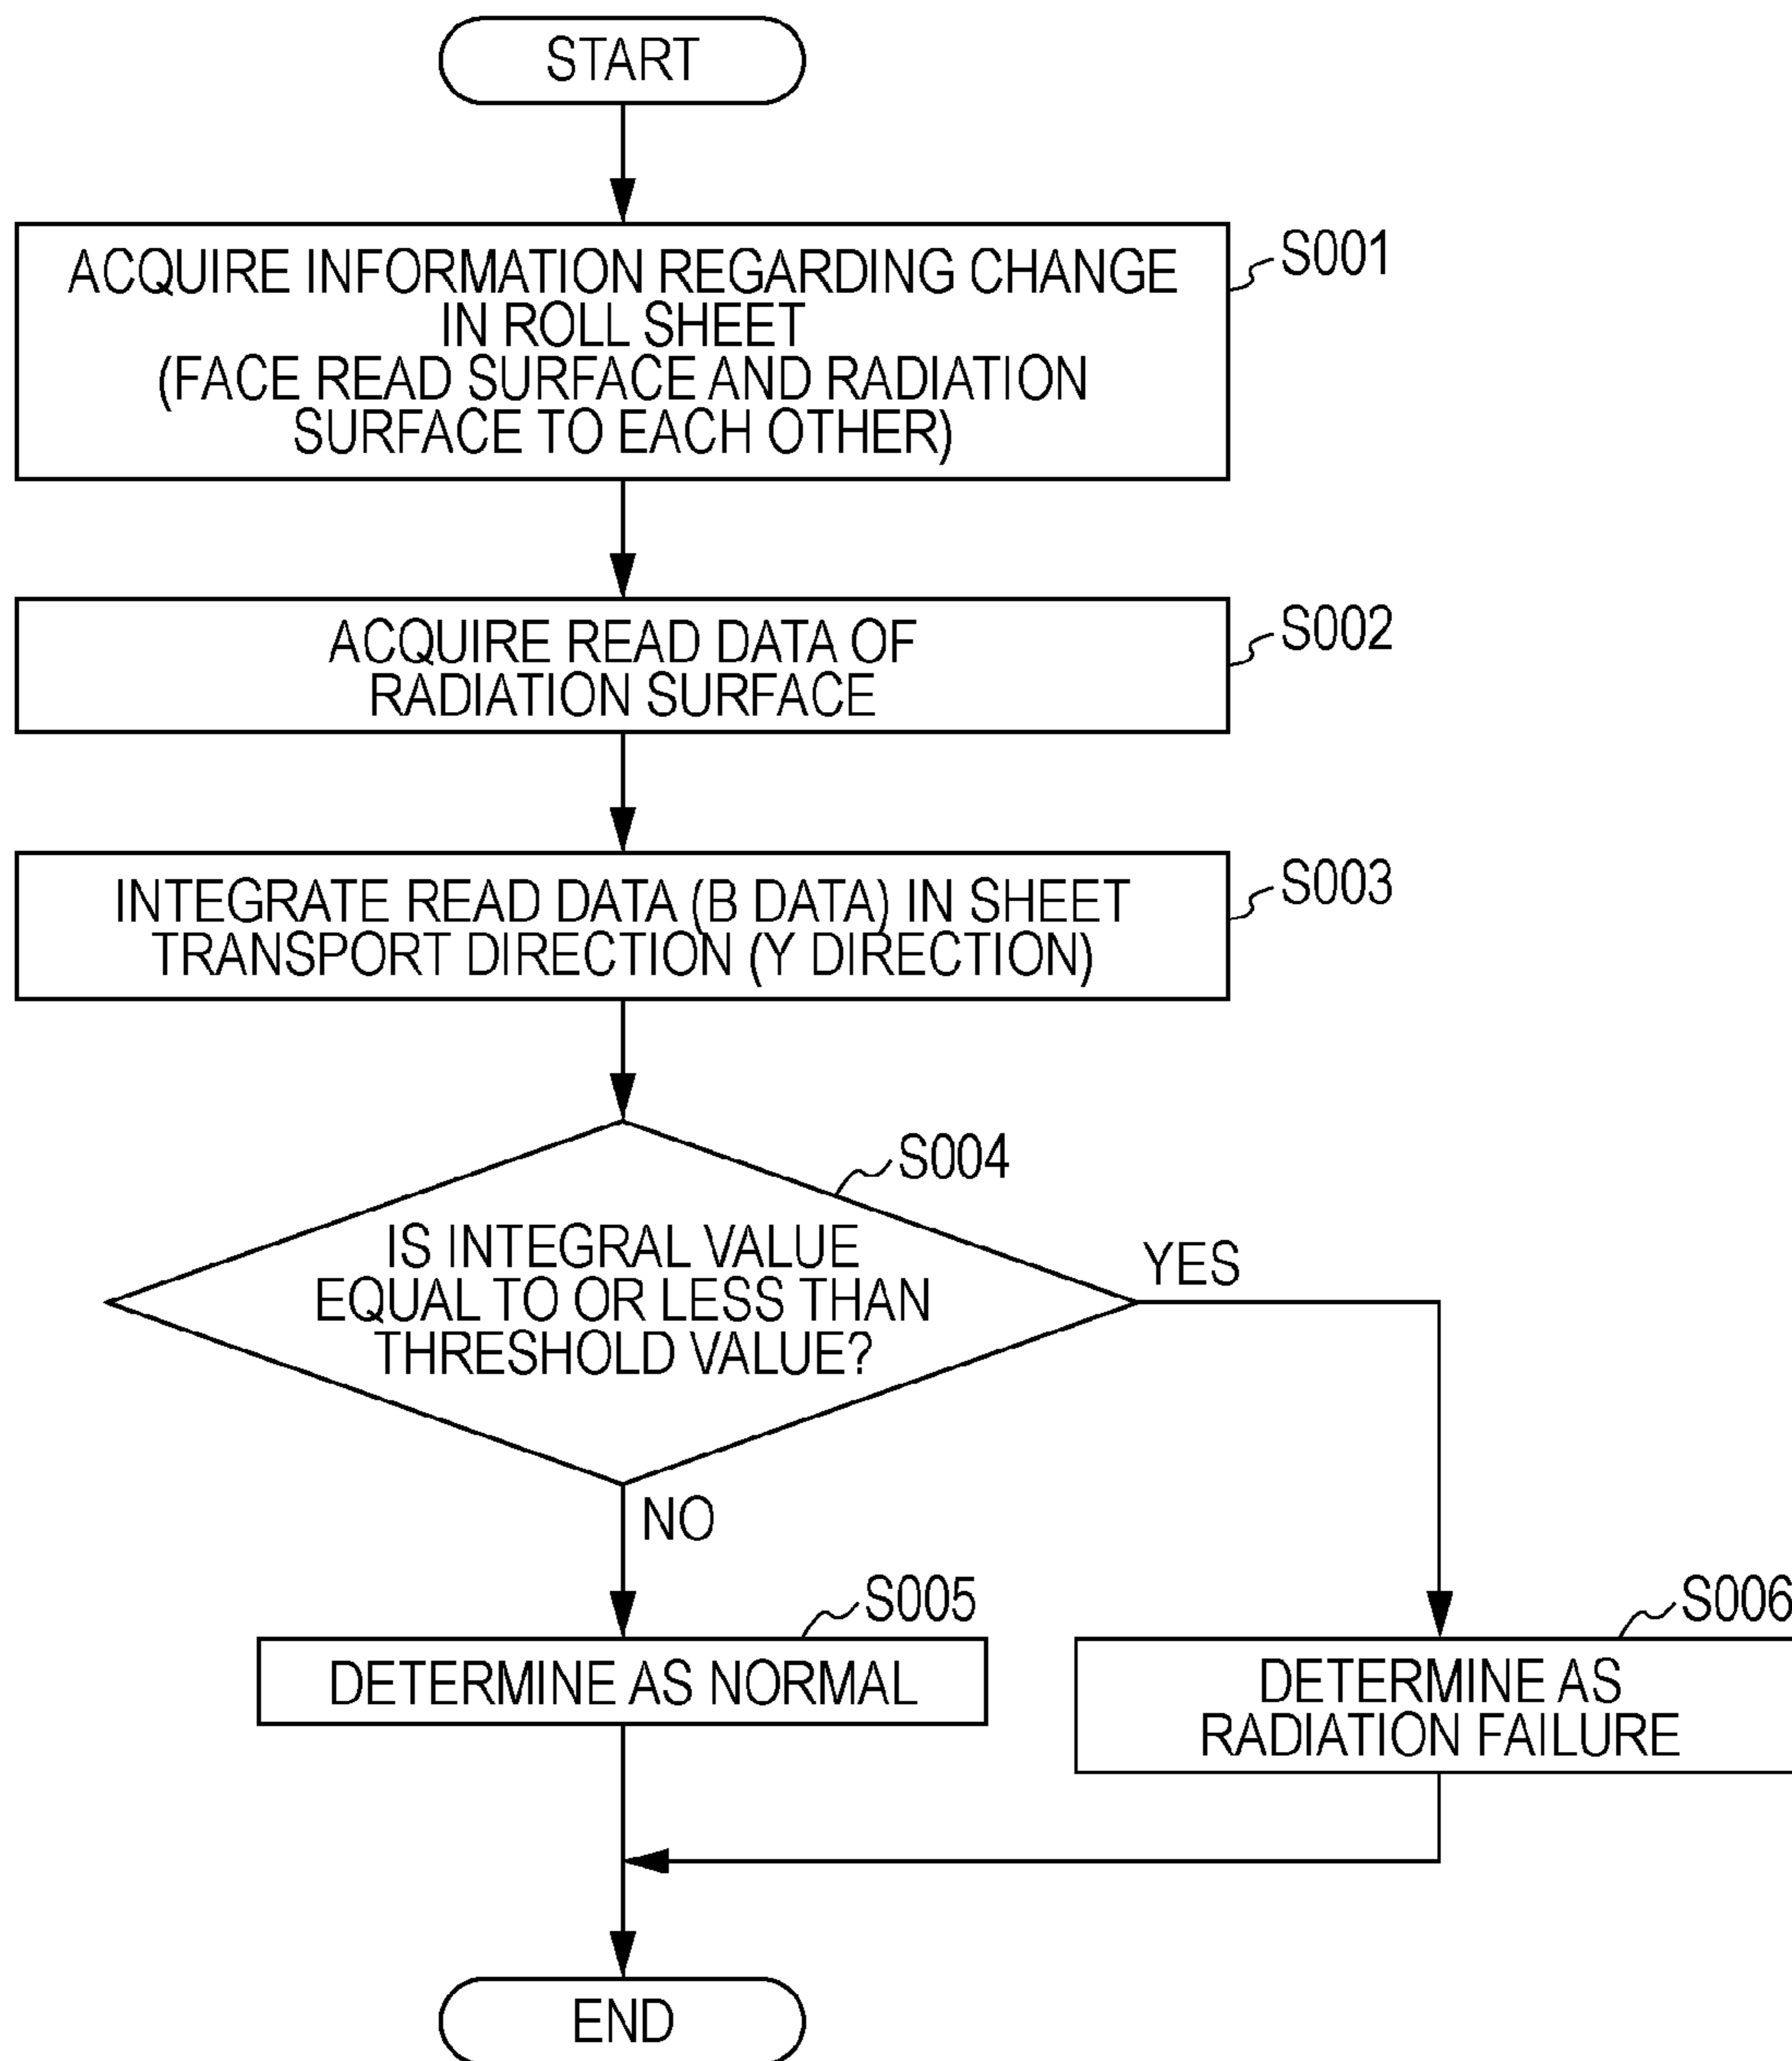 START
ACQUIRE INFORMATION REGARDING CHANGE
IN ROLL SHEET
(FACE READ SURFACE AND RADIATION
SURFACE TO EACH OTHER)
S001
ACQUIRE READ DATA OF
RADIATION SURFACE
S002
INTEGRATE READ DATA (B DATA) IN SHEET
TRANSPORT DIRECTION (Y DIRECTION)
S003
S004
IS INTEGRAL VALUE
EQUAL TO OR LESS THAN
THRESHOLD VALUE?
YES
NO
S005
DETERMINE AS NORMAL
S006
DETERMINE AS
RADIATION FAILURE
END